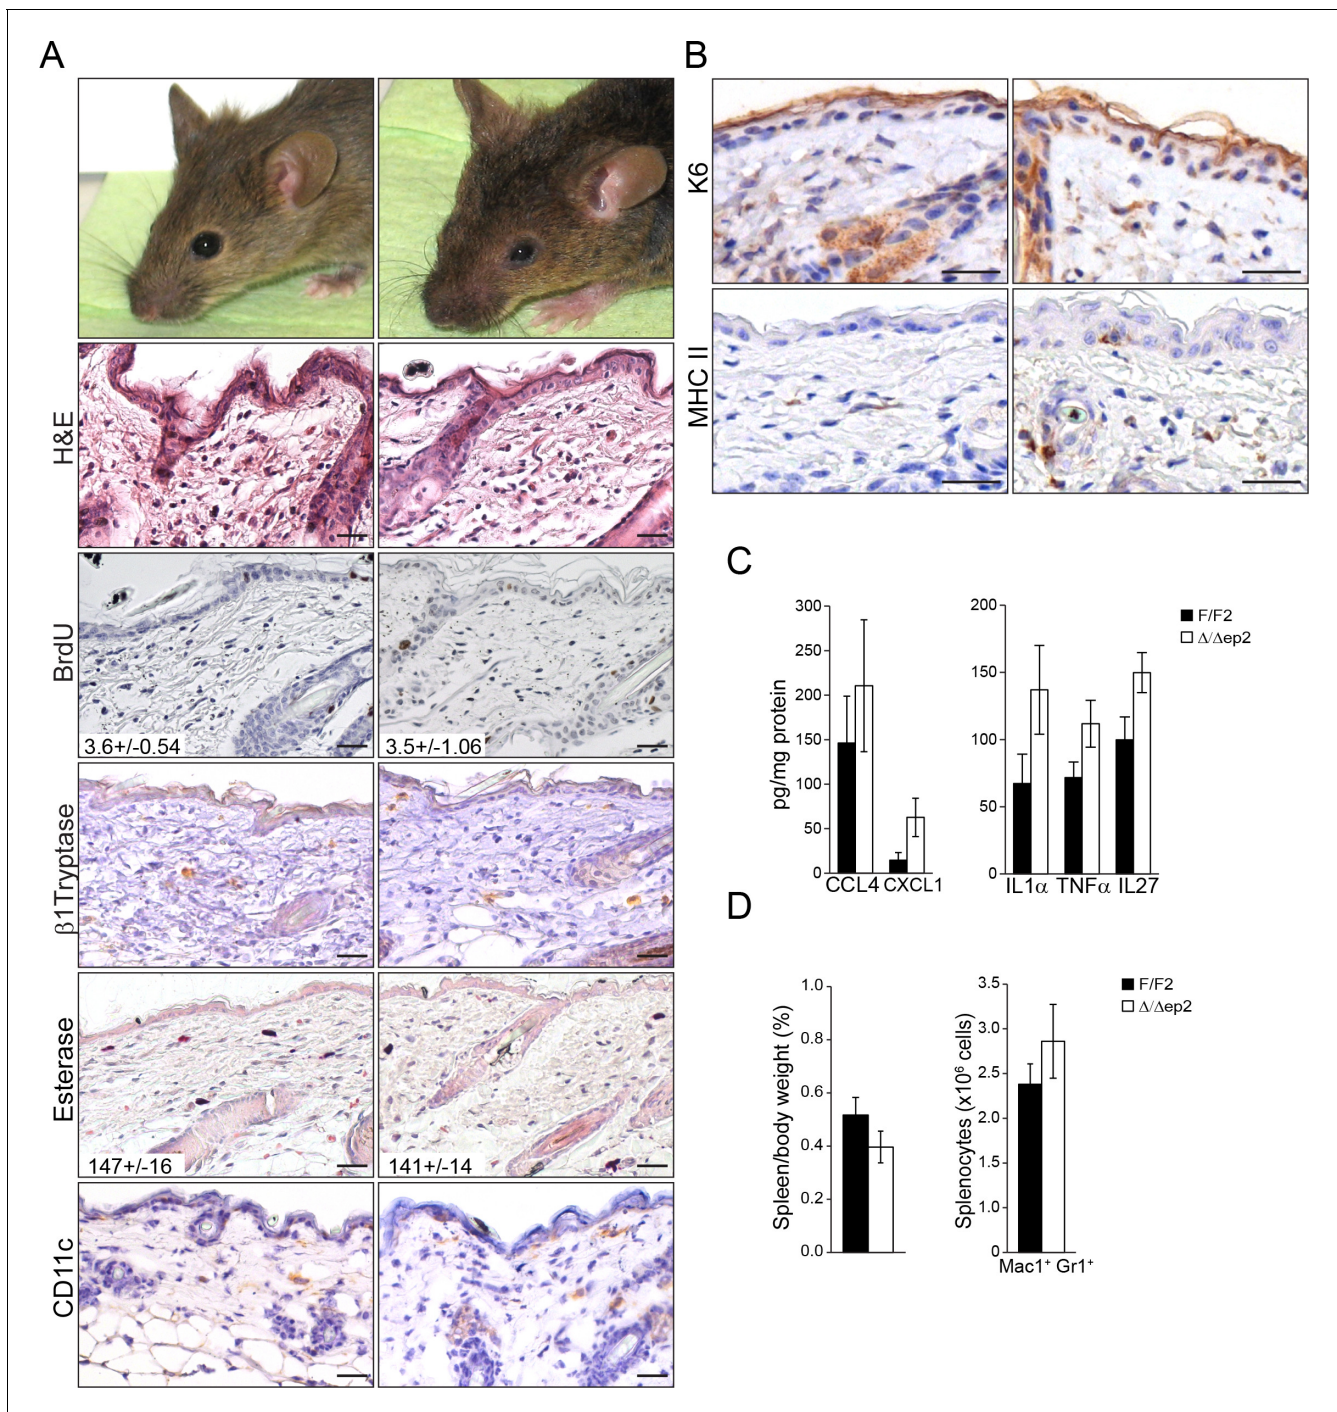 A
B
H&E
BrdU
3.6+/-0.54
3.5+/-1.06
β1Tryptase
Esterase
147+/-16
141+/-14
CD11c
K6
MHC II
C
pg/mg protein
300
250
200
150
100
50
0
CCL4 CXCL1
200
150
100
50
0
IL1α TNFα IL27
F/F2
Δ/Δep2
D
Spleen/body weight (%)
1.0
0.8
0.6
0.4
0.2
0.0
Splenocytes (x10⁶ cells)
3.5
3.0
2.5
2.0
1.5
1.0
0
Mac1⁺ Gr1⁺
F/F2
Δ/Δep2